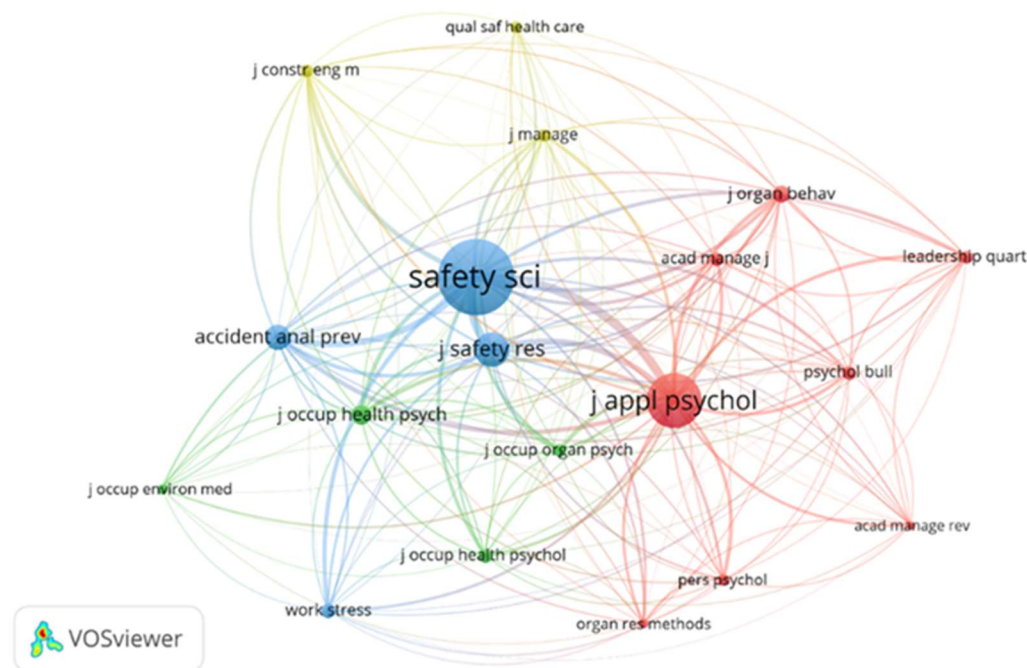 qual saf health care
j constr eng m
j manage
j organ behav
acad manage j
leadership quart
safety sci
accident anal prev
j safety res
psychol bull
j appl psychol
j occup health psych
j occup organ psych
j occup environ med
acad manage rev
j occup health psychol
pers psychol
work stress
organ res methods
VOSviewer